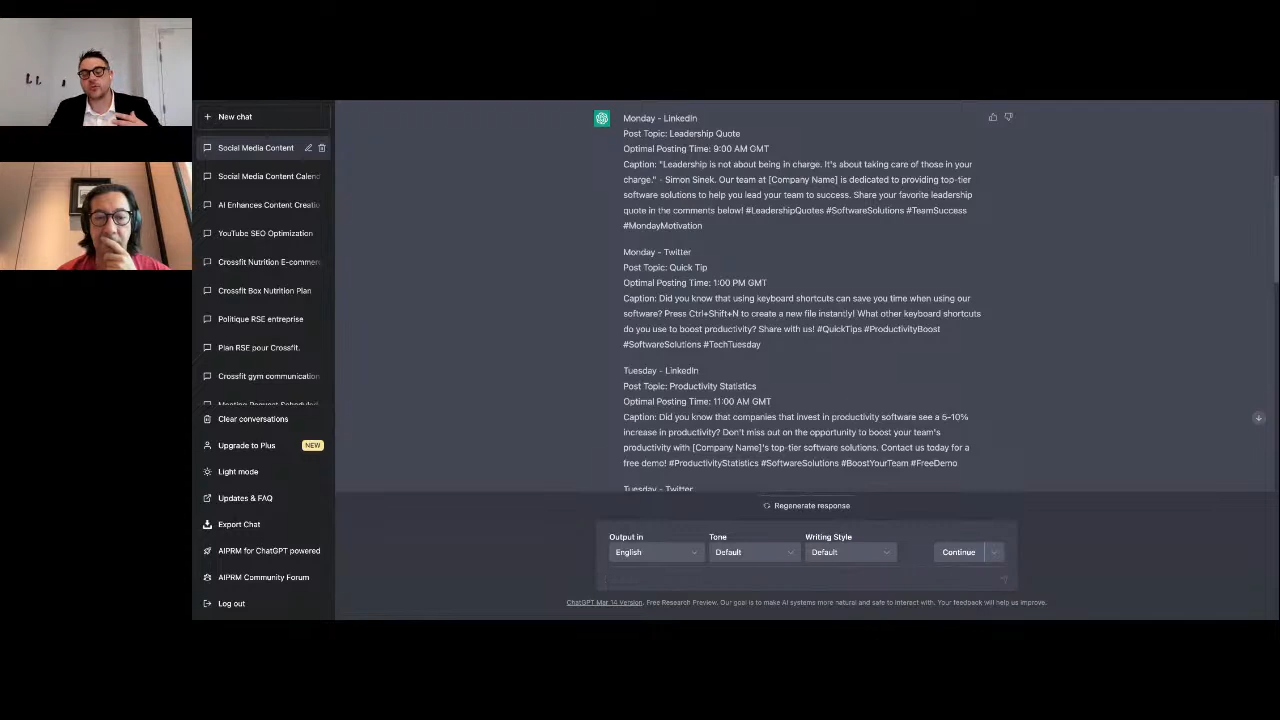 New chat
Social Media Content
Social Media Content Calend
AI Enhances Content Creatio
YouTube SEO Optimization
Crossfit Nutrition E-commer
Crossfit Box Nutrition Plan
Politique RSE entreprise
Plan RSE pour Crossfit.
Crossfit gym communication
Meeting Request Scheduled
Clear conversations
Upgrade to Plus NEW
Light mode
Updates & FAQ
Export Chat
AIPRM for ChatGPT powered
AIPRM Community Forum
Log out
Monday - LinkedIn
Post Topic: Leadership Quote
Optimal Posting Time: 9:00 AM GMT
Caption: "Leadership is not about being in charge. It's about taking care of those in your
charge." - Simon Sinek. Our team at [Company Name] is dedicated to providing top-tier
software solutions to help you lead your team to success. Share your favorite leadership
quote in the comments below! #LeadershipQuotes #SoftwareSolutions #TeamSuccess
#MondayMotivation
Monday - Twitter
Post Topic: Quick Tip
Optimal Posting Time: 1:00 PM GMT
Caption: Did you know that using keyboard shortcuts can save you time when using our
software? Press Ctrl+Shift+N to create a new file instantly! What other keyboard shortcuts
do you use to boost productivity? Share with us! #QuickTips #ProductivityBoost
#SoftwareSolutions #TechTuesday
Tuesday - LinkedIn
Post Topic: Productivity Statistics
Optimal Posting Time: 11:00 AM GMT
Caption: Did you know that companies that invest in productivity software see a 5-10%
increase in productivity? Don't miss out on the opportunity to boost your team's
productivity with [Company Name]'s top-tier software solutions. Contact us today for a
free demo! #ProductivityStatistics #SoftwareSolutions #BoostYourTeam #FreeDemo
Tuesday - Twitter
Regenerate response
Output in Tone Writing Style
English Default Default Continue
ChatGPT Mar 14 Version. Free Research Preview. Our goal is to make AI systems more natural and safe to interact with. Your feedback will help us improve.